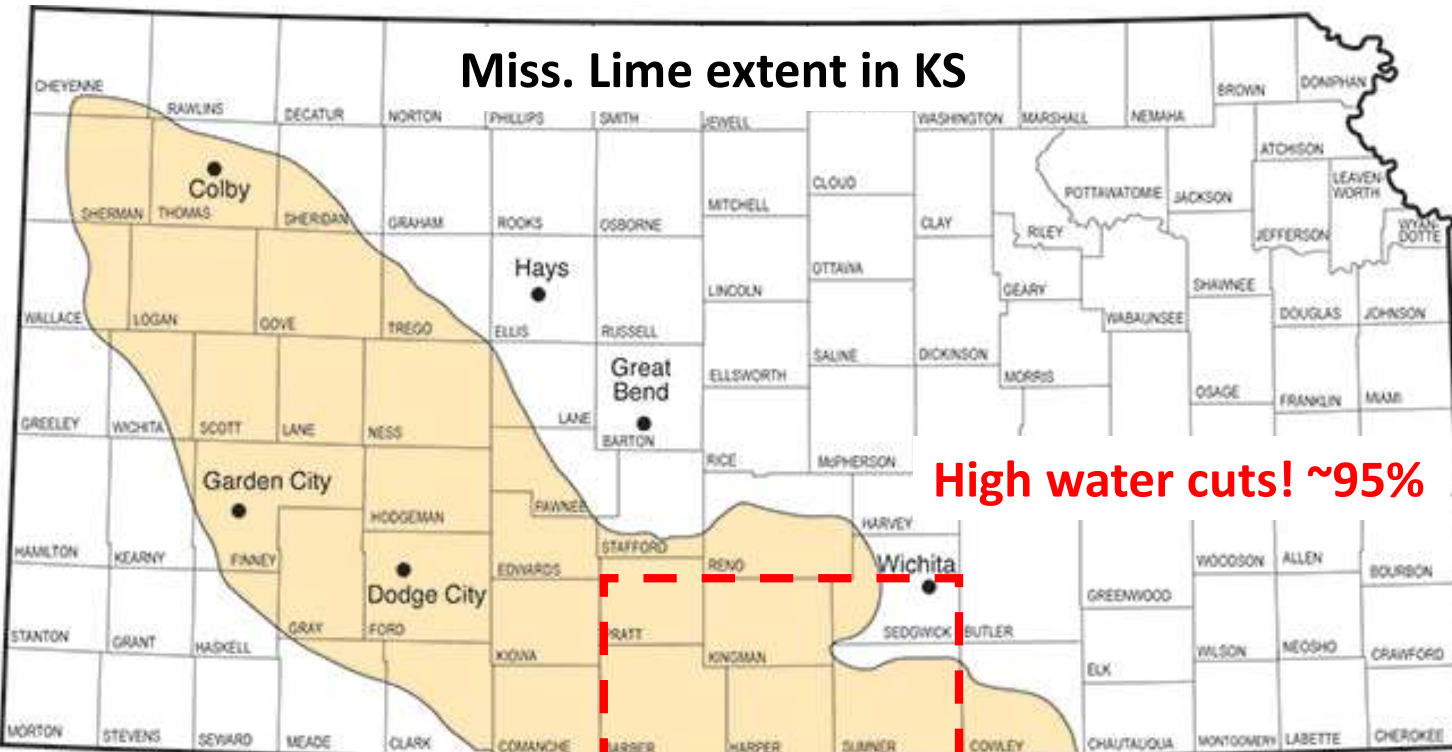 Miss. Lime extent in KS
CHEYENNE
RAWLINS
DECATUR
NORTON
PHILLIPS
SMITH
JEWELL
WASHINGTON
MARSHALL
NEMAHA
BROWN
DONIPHAN
ATCHISON
Colby
CLOUD
MITCHELL
POTTAWATOMIE
JACKSON
LEAVEN-
WORTH
SHERMAN
THOMAS
SHERIDAN
GRAHAM
ROOKS
OSBORNE
CLAY
RILEY
JEFFERSON
WYAN-
DOTTE
Hays
OTTAWA
LINCOLN
GEARY
SHAWNEE
WALLACE
LOGAN
GOVE
TREGO
ELLIS
RUSSELL
WABAUNSEE
DOUGLAS
JOHNSON
Great
Bend
SALINE
DICKINSON
ELLSWORTH
MORRIS
OSAGE
FRANKLIN
MIAMI
GREELEY
WICHITA
SCOTT
LANE
NESS
LANE
BARTON
RICE
McPHERSON
High water cuts! ~95%
Garden City
HODGEMAN
PAWNEE
HARVEY
HAMILTON
KEARNY
FINNEY
STAFFORD
EDWARDS
RENO
Wichita
WOODSON
ALLEN
BOURBON
Dodge City
GREENWOOD
STANTON
GRANT
HASKELL
GRAY
FORD
PRATT
SEDGWICK
BUTLER
KIOWA
KINGMAN
ELK
WILSON
NEOSHO
CRAWFORD
MORTON
STEVENS
SEWARD
MEADE
CLARK
COMANCHE
BARBER
HARPER
SUMNER
COWLEY
CHAUTAUQUA
MONTGOMERY
LABETTE
CHEROKEE